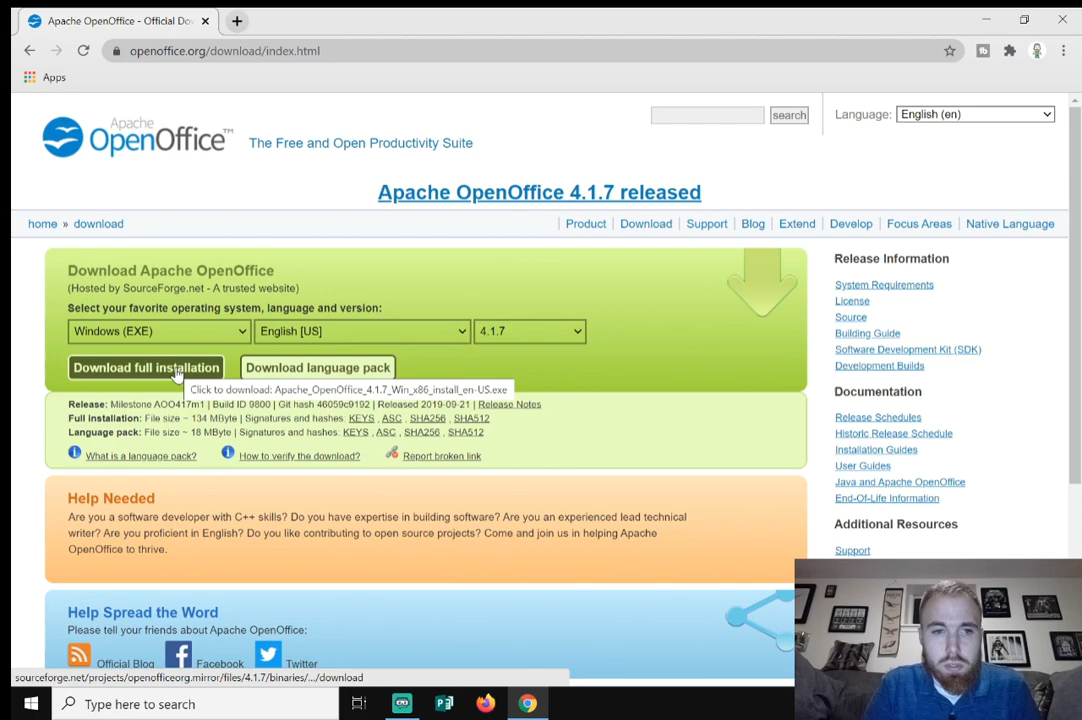 Apache OpenOffice - Official Dov
openoffice.org/download/index.html
Apps
Apache
OpenOffice™
The Free and Open Productivity Suite
search
Language: English (en)
Apache OpenOffice 4.1.7 released
home » download
Product | Download | Support | Blog | Extend | Develop | Focus Areas | Native Language
Download Apache OpenOffice
(Hosted by SourceForge.net - A trusted website)
Select your favorite operating system, language and version:
Windows (EXE) English [US] 4.1.7
Download full installation Download language pack
Click to download: Apache_OpenOffice_4.1.7_Win_x86_install_en-US.exe
Release: Milestone AOO417m1 | Build ID 9800 | Git hash 46059c9192 | Released 2019-09-21 | Release Notes
Full installation: File size ~ 134 MByte | Signatures and hashes: KEYS , ASC , SHA256 , SHA512
Language pack: File size ~ 18 MByte | Signatures and hashes: KEYS , ASC , SHA256 , SHA512
What is a language pack? How to verify the download? Report broken link
Help Needed
Are you a software developer with C++ skills? Do you have expertise in building software? Are you an experienced lead technical
writer? Are you proficient in English? Do you like contributing to open source projects? Come and join us in helping Apache
OpenOffice to thrive.
Help Spread the Word
Please tell your friends about Apache OpenOffice:
Official Blog Facebook Twitter
Release Information
System Requirements
License
Source
Building Guide
Software Development Kit (SDK)
Development Builds
Documentation
Release Schedules
Historic Release Schedule
Installation Guides
User Guides
Java and Apache OpenOffice
End-Of-Life Information
Additional Resources
Support
sourceforge.net/projects/openofficeorg.mirror/files/4.1.7/binaries/.../download
Type here to search